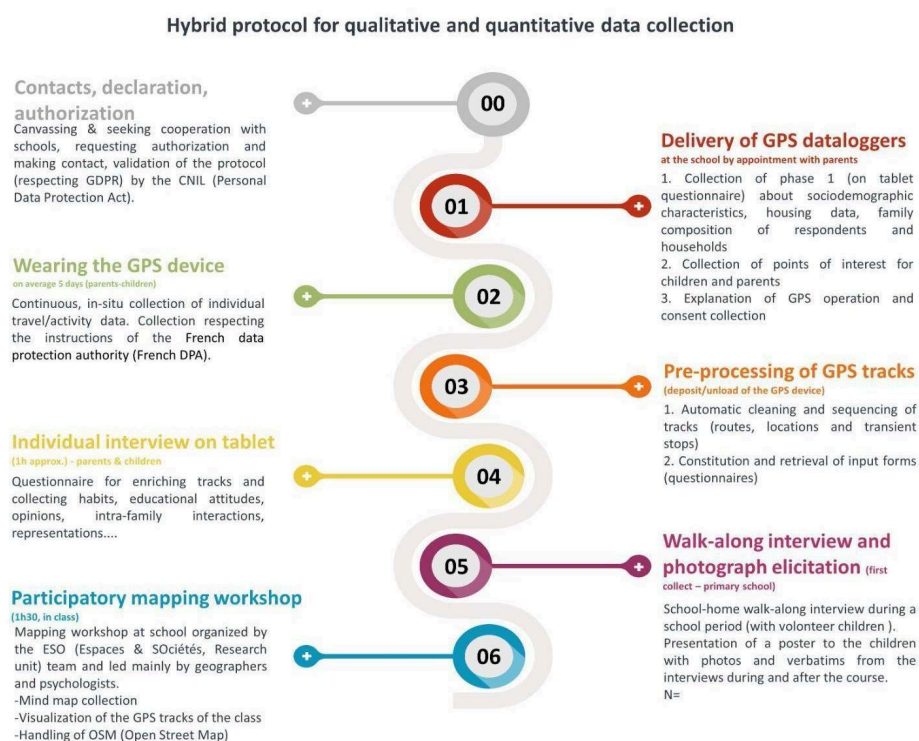 Hybrid protocol for qualitative and quantitative data collection
00
Contacts, declaration,
authorization
Canvassing & seeking cooperation with
schools, requesting authorization and
making contact, validation of the protocol
(respecting GDPR) by the CNIL (Personal
Data Protection Act).
01
Delivery of GPS dataloggers
at the school by appointment with parents
1. Collection of phase 1 (on tablet
questionnaire) about sociodemographic
characteristics, housing data, family
composition of respondents and
households
2. Collection of points of interest for
children and parents
3. Explanation of GPS operation and
consent collection
02
Wearing the GPS device
on average 5 days (parents-children)
Continuous, in-situ collection of individual
travel/activity data. Collection respecting
the instructions of the French data
protection authority (French DPA).
03
Pre-processing of GPS tracks
(deposit/unload of the GPS device)
1. Automatic cleaning and sequencing of
tracks (routes, locations and transient
stops)
2. Constitution and retrieval of input forms
(questionnaires)
04
Individual interview on tablet
(1h approx.) - parents & children
Questionnaire for enriching tracks and
collecting habits, educational attitudes,
opinions, intra-family interactions,
representations....
05
Walk-along interview and
photograph elicitation (first
collect – primary school)
School-home walk-along interview during a
school period (with volunteer children ).
Presentation of a poster to the children
with photos and verbatims from the
interviews during and after the course.
N=
06
Participatory mapping workshop
(1h30, in class)
Mapping workshop at school organized by
the ESO (Espaces & SOciétés, Research
unit) team and led mainly by geographers
and psychologists.
-Mind map collection
-Visualization of the GPS tracks of the class
-Handling of OSM (Open Street Map)